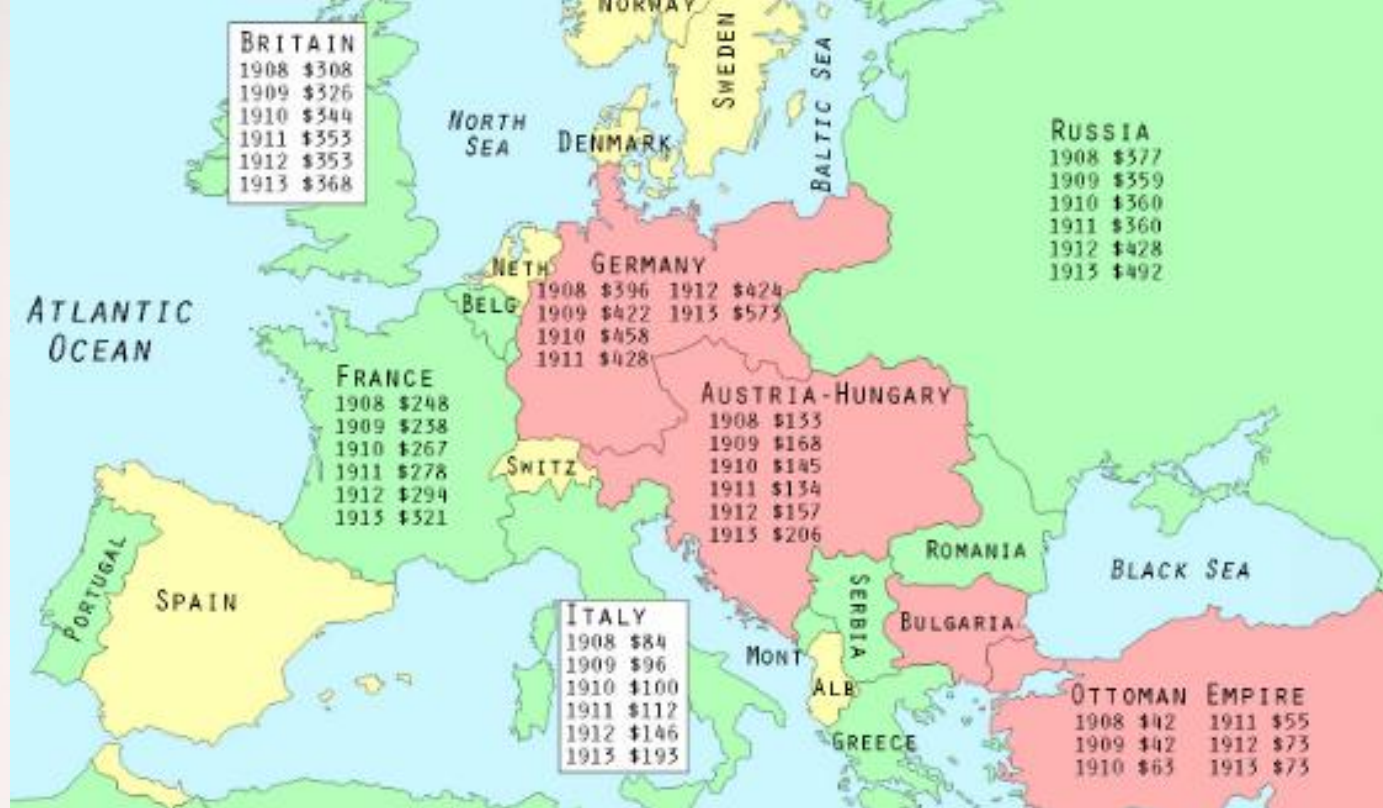 NORWAY
SWEDEN
BALTIC SEA
BRITAIN
1908 $308
1909 $326
1910 $344
1911 $353
1912 $353
1913 $368
NORTH
SEA
DENMARK
RUSSIA
1908 $377
1909 $359
1910 $360
1911 $360
1912 $428
1913 $492
NETH
BELG
GERMANY
1908 $396 1912 $424
1909 $422 1913 $573
1910 $458
1911 $428
ATLANTIC
OCEAN
FRANCE
1908 $248
1909 $238
1910 $267
1911 $278
1912 $294
1913 $321
AUSTRIA-HUNGARY
1908 $133
1909 $168
1910 $145
1911 $134
1912 $157
1913 $206
SWITZ
PORTUGAL
SPAIN
ROMANIA
BLACK SEA
SERBIA
BULGARIA
ITALY
1908 $84
1909 $96
1910 $100
1911 $112
1912 $146
1913 $193
MONT
ALB
GREECE
OTTOMAN EMPIRE
1908 $42 1911 $55
1909 $42 1912 $73
1910 $63 1913 $73